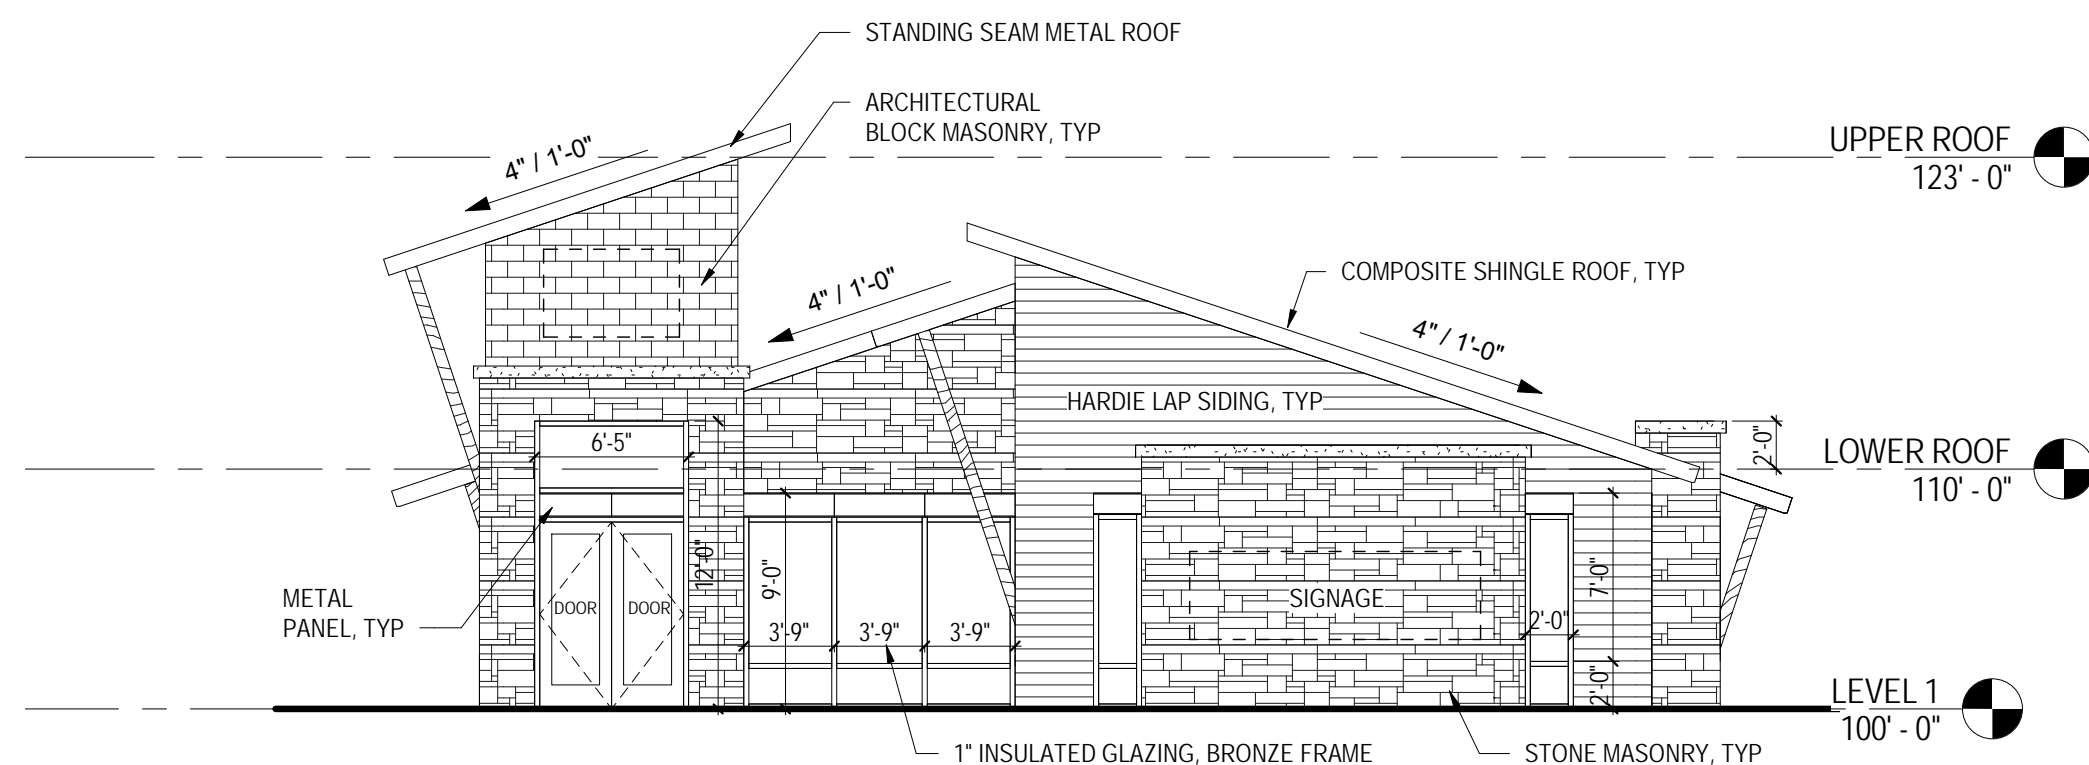 STANDING SEAM METAL ROOF
ARCHITECTURAL
BLOCK MASONRY, TYP
4" / 1'-0"
UPPER ROOF
123' - 0"
4" / 1'-0"
COMPOSITE SHINGLE ROOF, TYP
4" / 1'-0"
HARDIE LAP SIDING, TYP
6'-5"
2'-0"
LOWER ROOF
110' - 0"
12'-0"
9'-0"
7'-0"
METAL
PANEL, TYP
DOOR
DOOR
SIGNAGE
3'-9"
3'-9"
3'-9"
2'-0"
2'-0"
LEVEL 1
100' - 0"
1" INSULATED GLAZING, BRONZE FRAME
STONE MASONRY, TYP